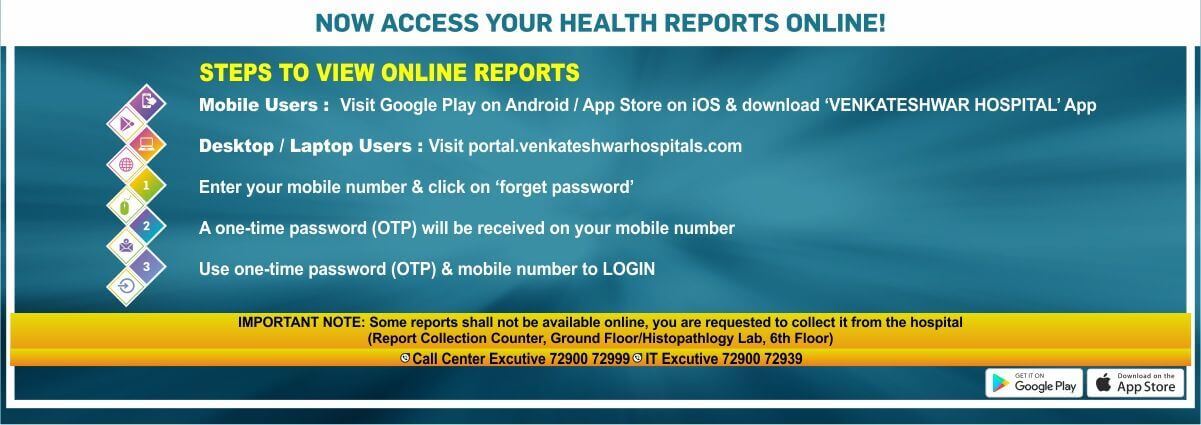 NOW ACCESS YOUR HEALTH REPORTS ONLINE!
STEPS TO VIEW ONLINE REPORTS
Mobile Users : Visit Google Play on Android / App Store on iOS & download ‘VENKATESHWAR HOSPITAL’ App
Desktop / Laptop Users : Visit portal.venkateshwarhospitals.com
1 Enter your mobile number & click on ‘forget password’
2 A one-time password (OTP) will be received on your mobile number
3 Use one-time password (OTP) & mobile number to LOGIN
IMPORTANT NOTE: Some reports shall not be available online, you are requested to collect it from the hospital
(Report Collection Counter, Ground Floor/Histopathlogy Lab, 6th Floor)
Call Center Excutive 72900 72999 IT Excutive 72900 72939
GET IT ON
Google Play
Download on the
App Store